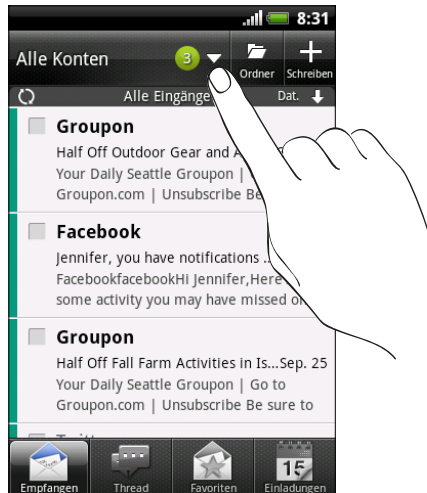 8:31
Alle Konten 3 Ordner Schreiben
Alle Eingänge Dat.
Groupon
Half Off Outdoor Gear and
Your Daily Seattle Groupon |
Groupon.com | Unsubscribe
Facebook
Jennifer, you have notifications ..
FacebookfacebookHi Jennifer,Here
some activity you may have missed
Groupon
Half Off Fall Farm Activities in Is...Sep. 25
Your Daily Seattle Groupon | Go to
Groupon.com | Unsubscribe Be sure to
Empfangen Thread Favoriten 15 Einladungen